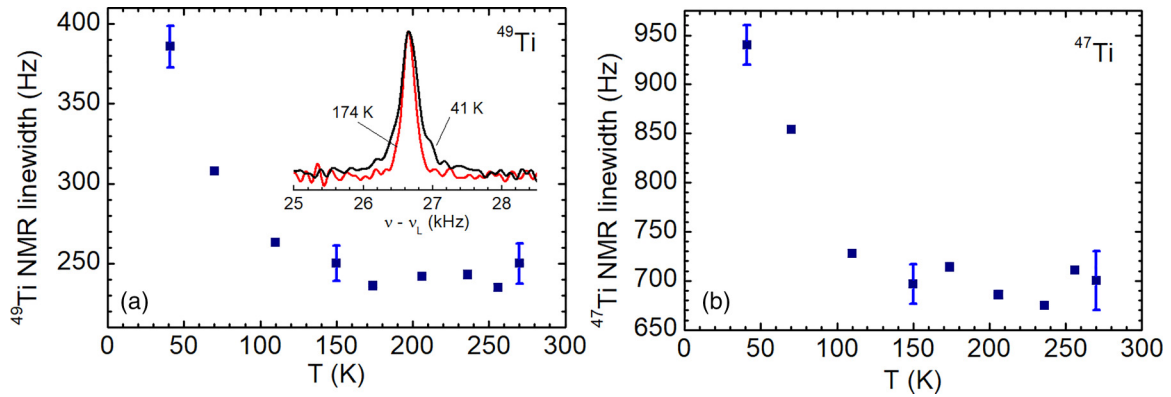 400
350
300
250
⁴⁹Ti NMR linewidth (Hz)
⁴⁹Ti
174 K
41 K
25 26 27 28
ν - ν_L (kHz)
(a)
0 50 100 150 200 250 300
T (K)
950
900
850
800
750
700
650
⁴⁷Ti NMR linewidth (Hz)
⁴⁷Ti
(b)
0 50 100 150 200 250 300
T (K)